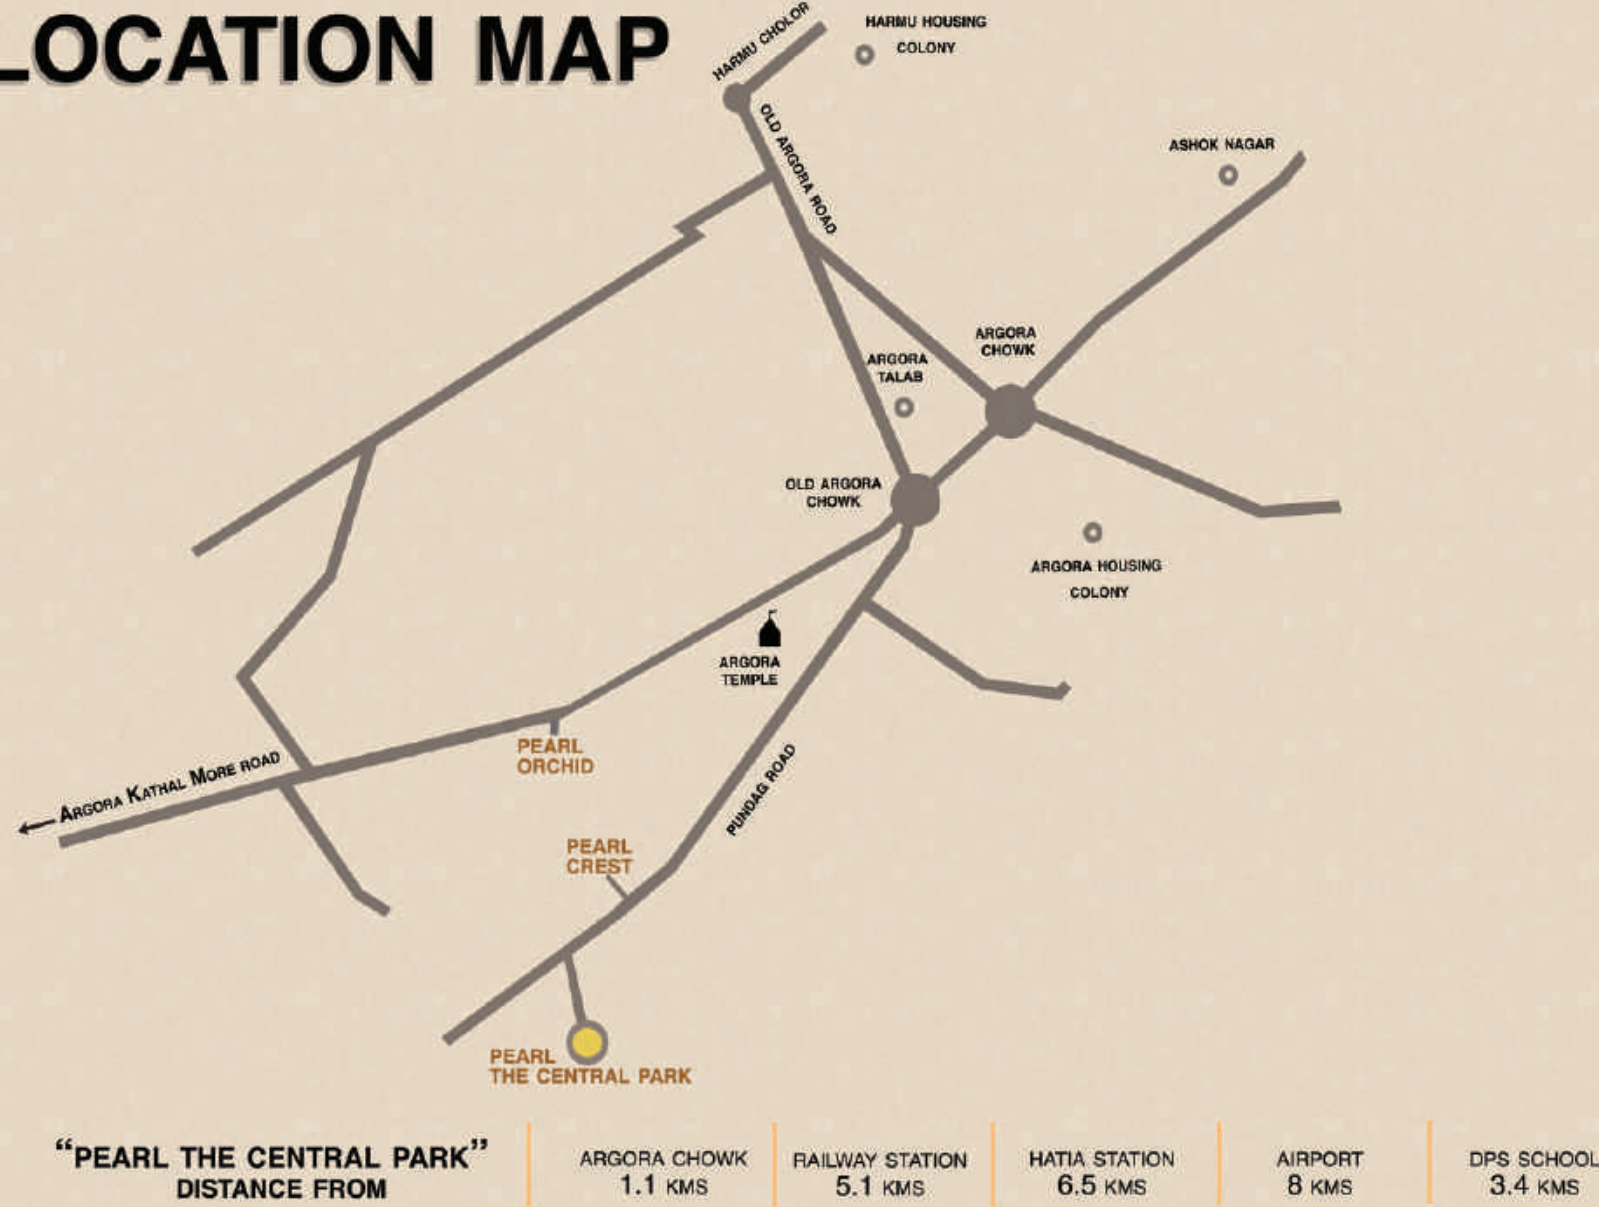 LOCATION MAP
HARMU CHOLOR
HARMU HOUSING
COLONY
OLD ARGORA ROAD
ASHOK NAGAR
ARGORA
CHOWK
ARGORA
TALAB
OLD ARGORA
CHOWK
ARGORA HOUSING
COLONY
ARGORA
TEMPLE
PEARL
ORCHID
ARGORA KATHAL MORE ROAD
PUNDAG ROAD
PEARL
CREST
PEARL
THE CENTRAL PARK
“PEARL THE CENTRAL PARK”
DISTANCE FROM
ARGORA CHOWK
1.1 KMS
RAILWAY STATION
5.1 KMS
HATIA STATION
6.5 KMS
AIRPORT
8 KMS
DPS SCHOOL
3.4 KMS